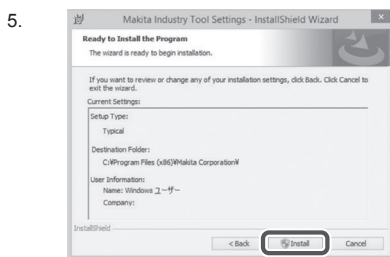 5.
Makita Industry Tool Settings - InstallShield Wizard
Ready to Install the Program
The wizard is ready to begin installation.
If you want to review or change any of your installation settings, click Back. Click Cancel to
exit the wizard.
Current Settings:
Setup Type:
Typical
Destination Folder:
C:¥Program Files (x86)¥Makita Corporation¥
User Information:
Name: Windows ユーザー
Company:
InstallShield
< Back
Install
Cancel